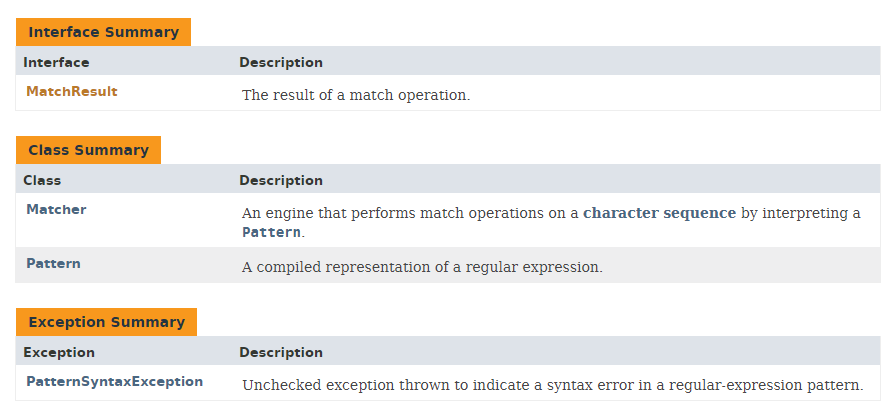 Interface Summary
Interface Description
MatchResult The result of a match operation.
Class Summary
Class Description
Matcher An engine that performs match operations on a character sequence by interpreting a
Pattern.
Pattern A compiled representation of a regular expression.
Exception Summary
Exception Description
PatternSyntaxException Unchecked exception thrown to indicate a syntax error in a regular-expression pattern.